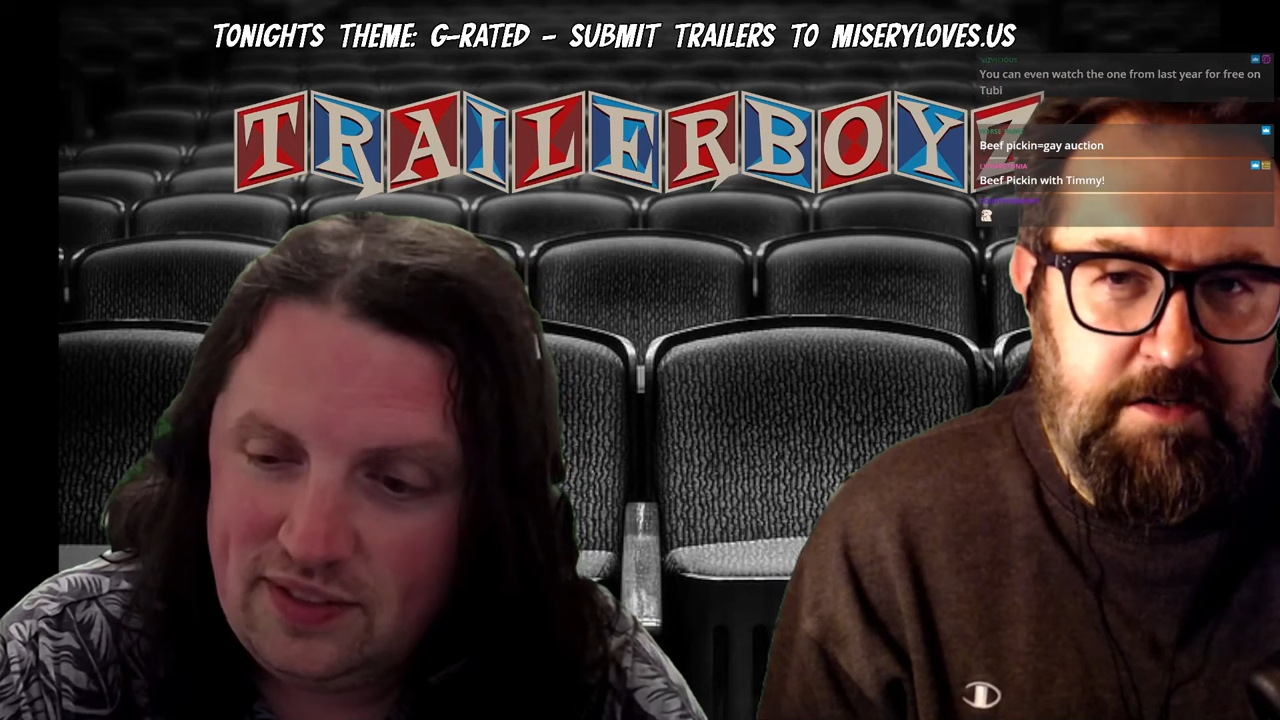 TONIGHTS THEME: G-RATED - SUBMIT TRAILERS TO MISERYLOVES.US
TRAILERBOYZ
You can even watch the one from last year for free on
Tubi
Beef pickin=gay auction
Beef Pickin with Timmy!